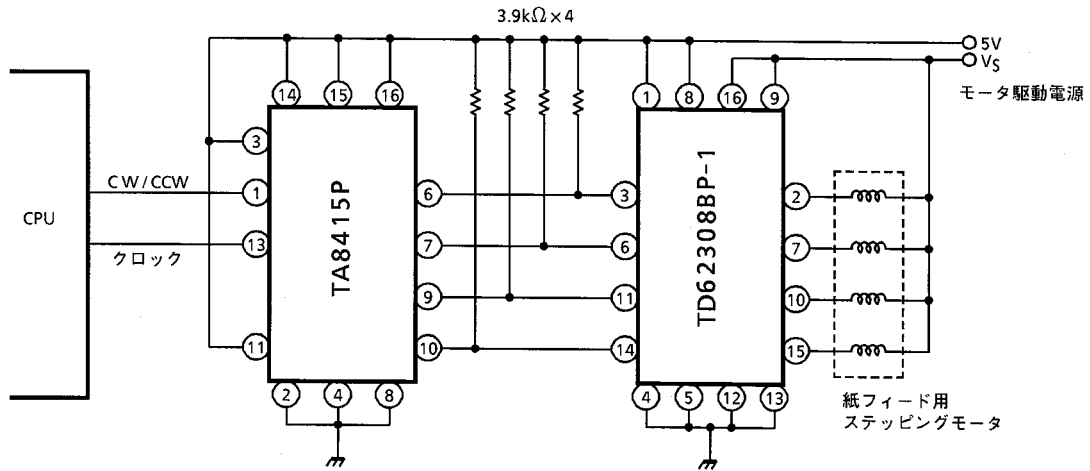 3.9kΩ×4
5V
VS
モータ駆動電源
14 15 16
1 8 16 9
3
CW/CCW
1
6
3
2
CPU
TA8415P
TD62308BP-1
13
7
6
7
クロック
9
11
10
11
10
14
15
2 4 8
4 5 12 13
紙フィード用
ステッピングモータ